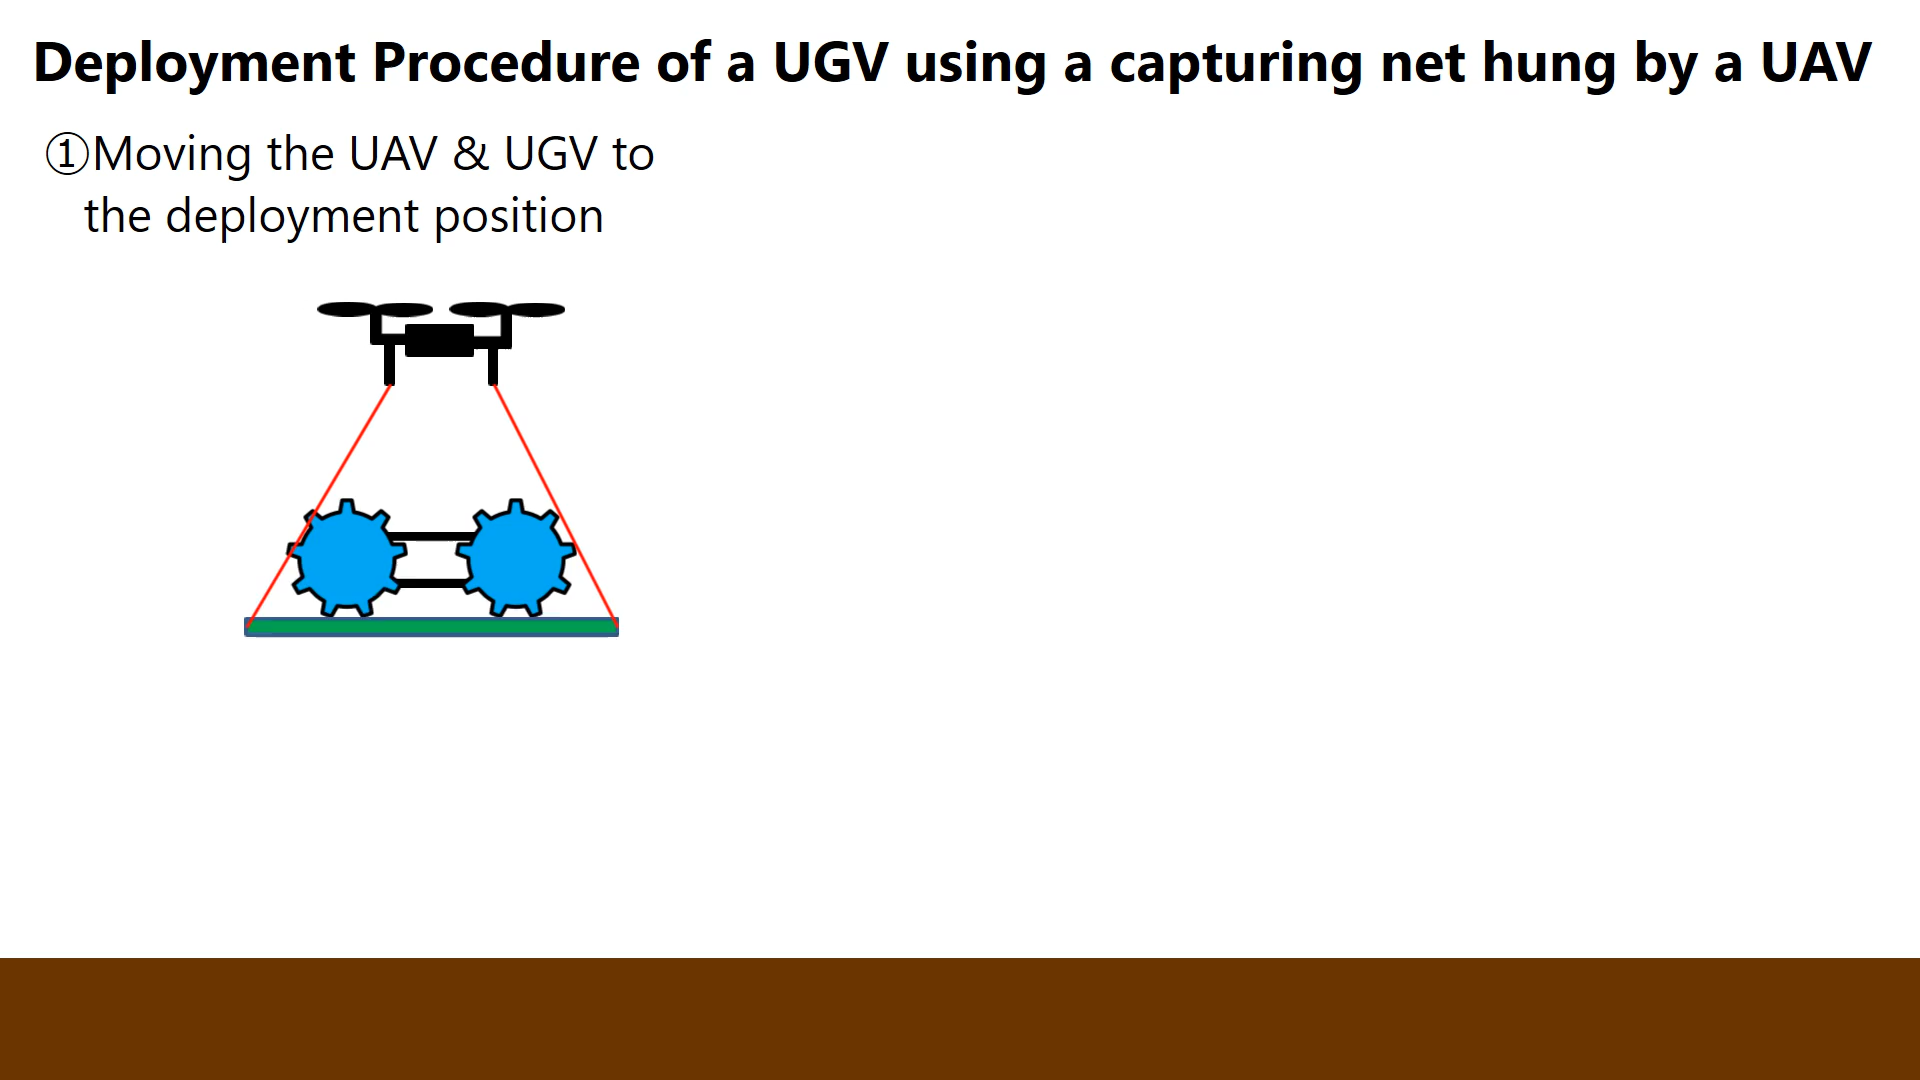 Deployment Procedure of a UGV using a capturing net hung by a UAV
①Moving the UAV & UGV to
the deployment position